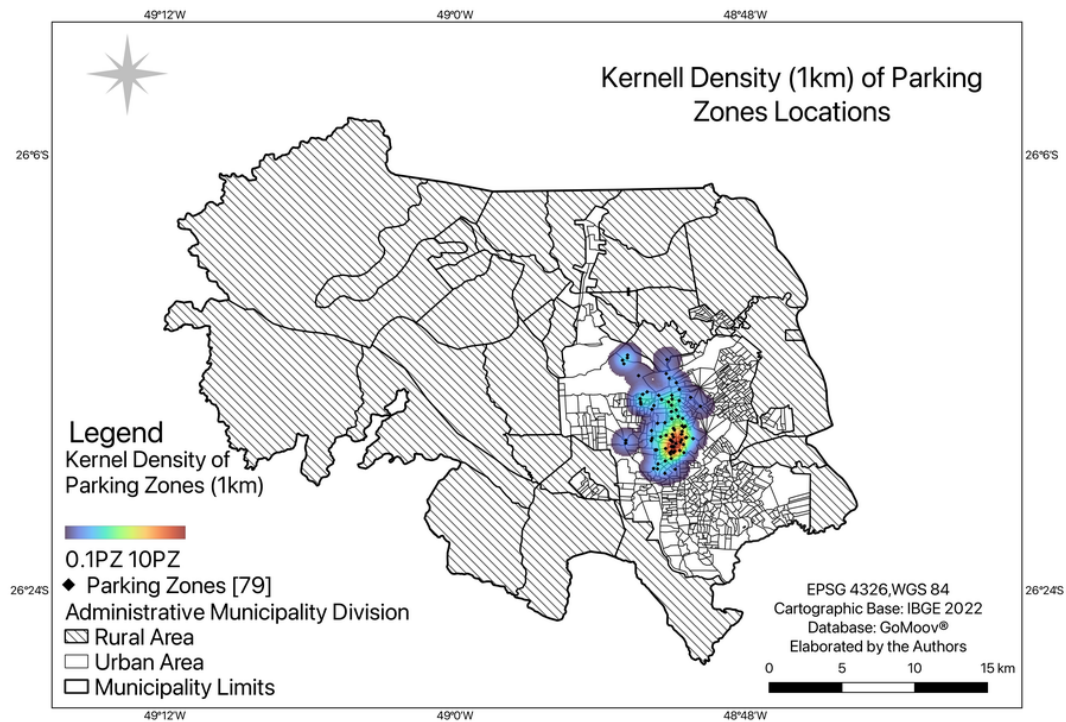 49°12'W 49°0'W 48°48'W
Kernell Density (1km) of Parking
Zones Locations
26°6'S 26°6'S
Legend
Kernel Density of
Parking Zones (1km)
0.1PZ 10PZ
Parking Zones [79]
Administrative Municipality Division
Rural Area
Urban Area
Municipality Limits
26°24'S 26°24'S
EPSG 4326,WGS 84
Cartographic Base: IBGE 2022
Database: GoMoov®
Elaborated by the Authors
0 5 10 15 km
49°12'W 49°0'W 48°48'W